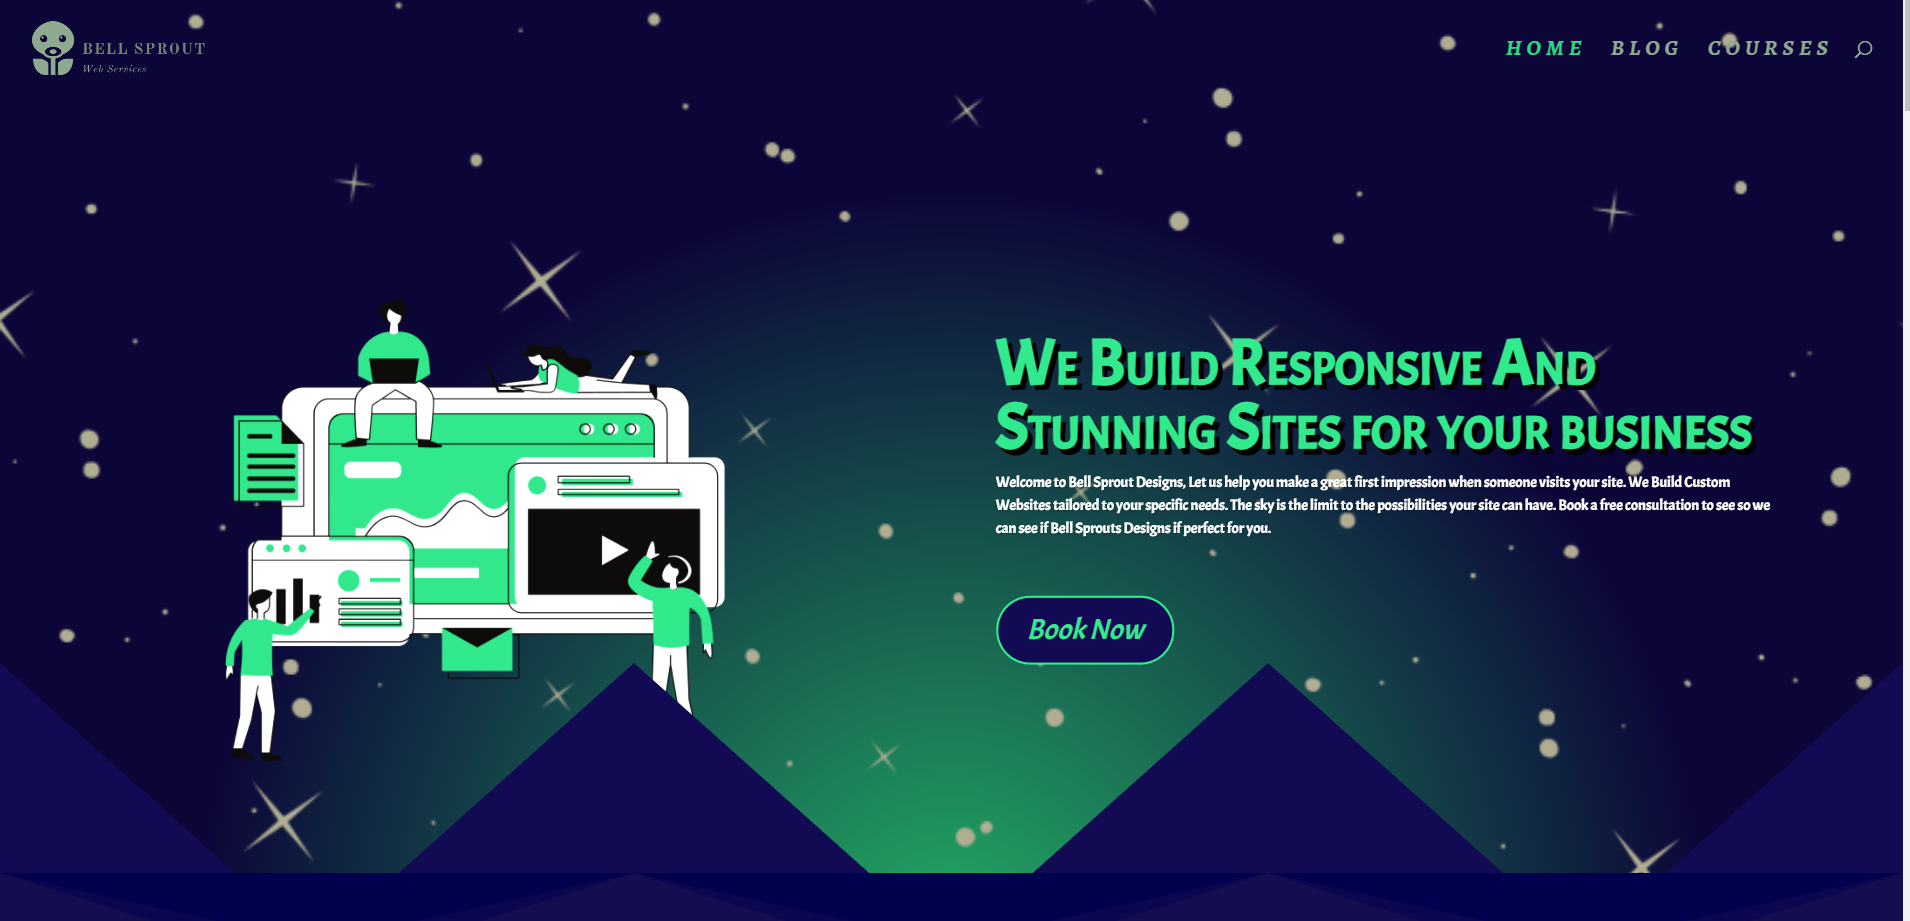 BELL SPROUT
Web Services
HOME BLOG COURSES
We Build Responsive And
Stunning Sites for your business
Welcome to Bell Sprout Designs, Let us help you make a great first impression when someone visits your site. We Build Custom
Websites tailored to your specific needs. The sky is the limit to the possibilities your site can have. Book a free consultation to see so we
can see if Bell Sprouts Designs if perfect for you.
Book Now